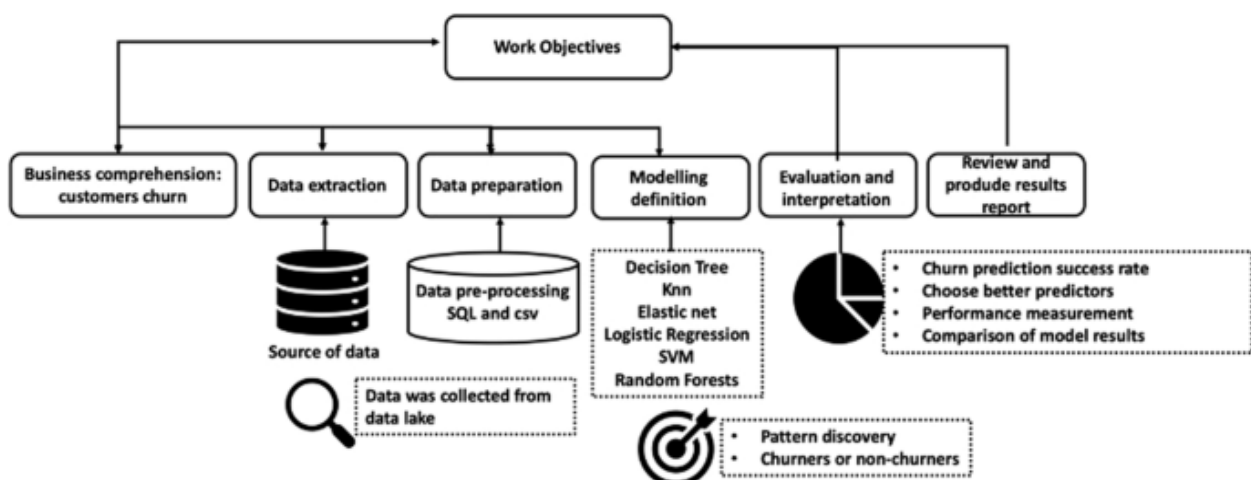 Work Objectives
Business comprehension:
customers churn
Data extraction
Data preparation
Modelling
definition
Evaluation and
interpretation
Review and
produde results
report
Source of data
Data pre-processing
SQL and csv
Decision Tree
Knn
Elastic net
Logistic Regression
SVM
Random Forests
• Churn prediction success rate
• Choose better predictors
• Performance measurement
• Comparison of model results
Data was collected from
data lake
• Pattern discovery
• Churners or non-churners